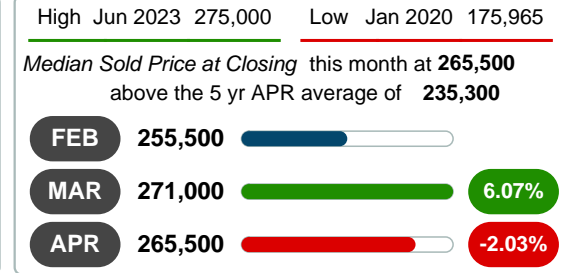 High Jun 2023 275,000 Low Jan 2020 175,965
Median Sold Price at Closing this month at 265,500
above the 5 yr APR average of 235,300
FEB 255,500
MAR 271,000 6.07%
APR 265,500 -2.03%